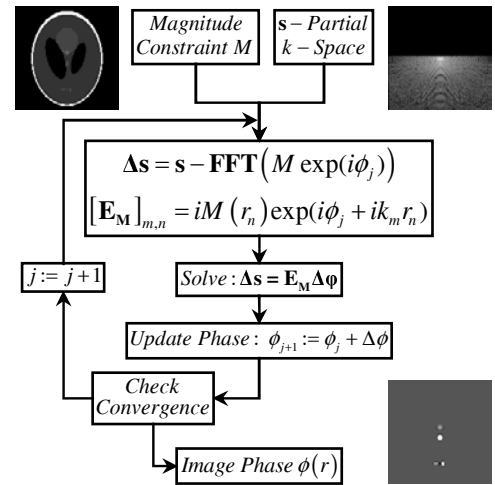 Magnitude
Constraint M
s – Partial
k – Space
Δs = s – FFT(M exp(iϕ_j))
[E_M]_{m,n} = iM(r_n)exp(iϕ_j + ik_m r_n)
j := j+1
Solve : Δs = E_M Δφ
Update Phase : ϕ_{j+1} := ϕ_j + Δϕ
Check
Convergence
Image Phase ϕ(r)